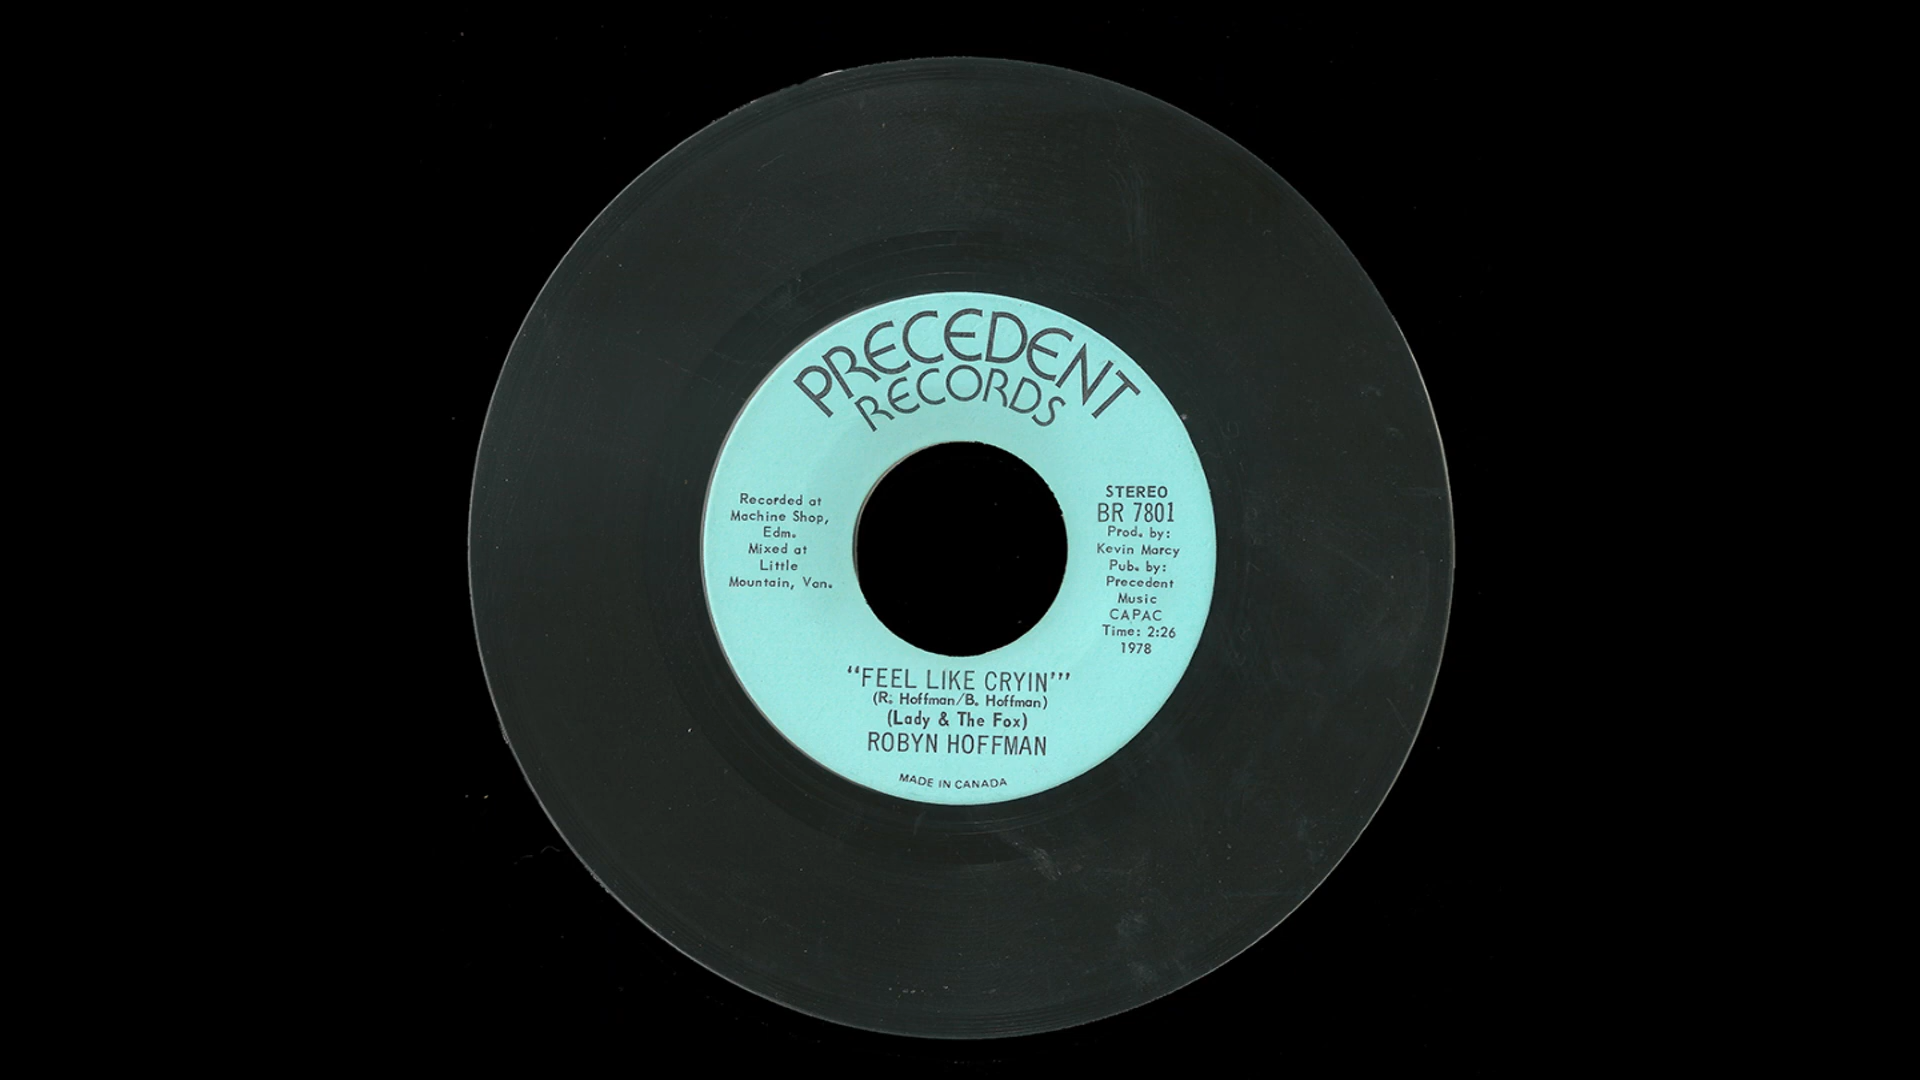 PRECEDENT
RECORDS
Recorded at
Machine Shop,
Edm.
Mixed at
Little
Mountain, Van.
STEREO
BR 7801
Prod. by:
Kevin Marcy
Pub. by:
Precedent
Music
CAPAC
Time: 2:26
1978
“FEEL LIKE CRYIN’”
(R. Hoffman/B. Hoffman)
(Lady & The Fox)
ROBYN HOFFMAN
MADE IN CANADA